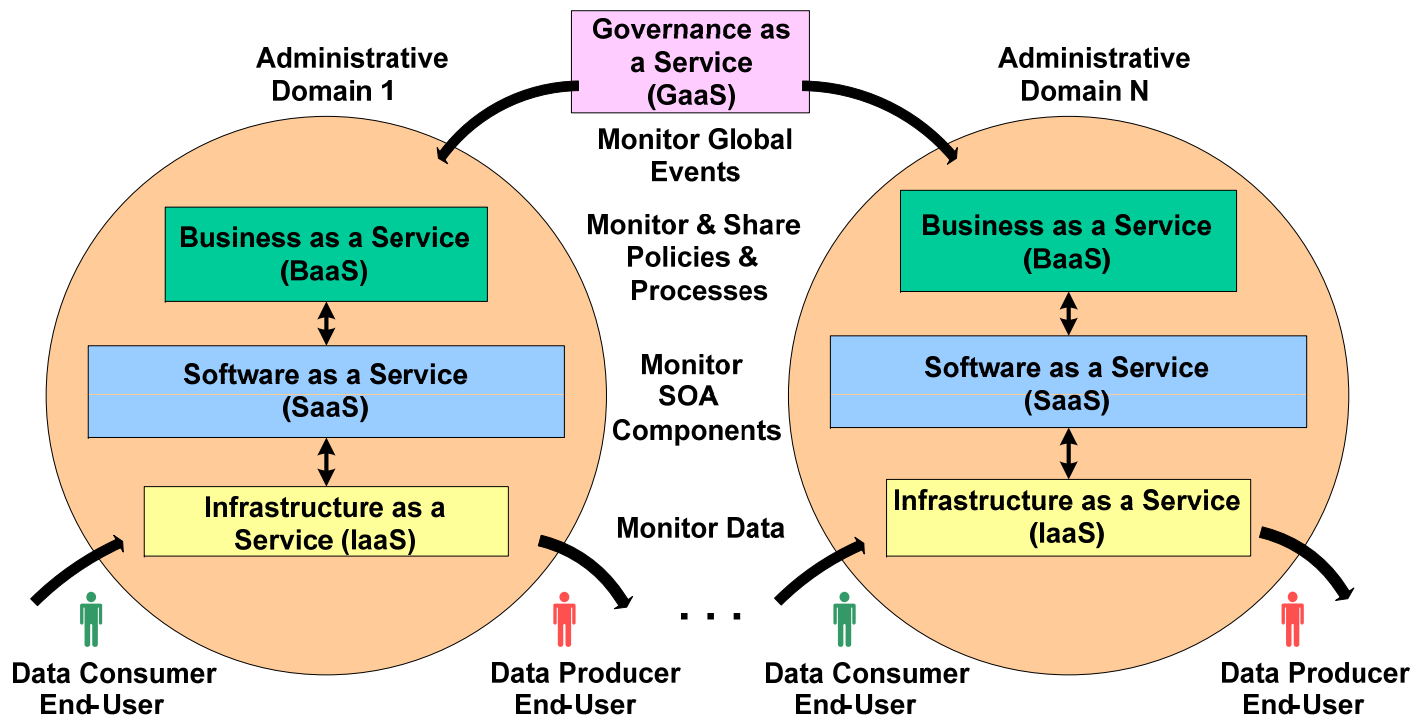 Governance as
a Service
(GaaS)
Administrative
Domain 1
Administrative
Domain N
Monitor Global
Events
Business as a Service
(BaaS)
Monitor & Share
Policies &
Processes
Business as a Service
(BaaS)
Software as a Service
(SaaS)
Monitor
SOA
Components
Software as a Service
(SaaS)
Infrastructure as a
Service (IaaS)
Monitor Data
Infrastructure as a Service
(IaaS)
. . .
Data Consumer
End-User
Data Producer
End-User
Data Consumer
End-User
Data Producer
End-User